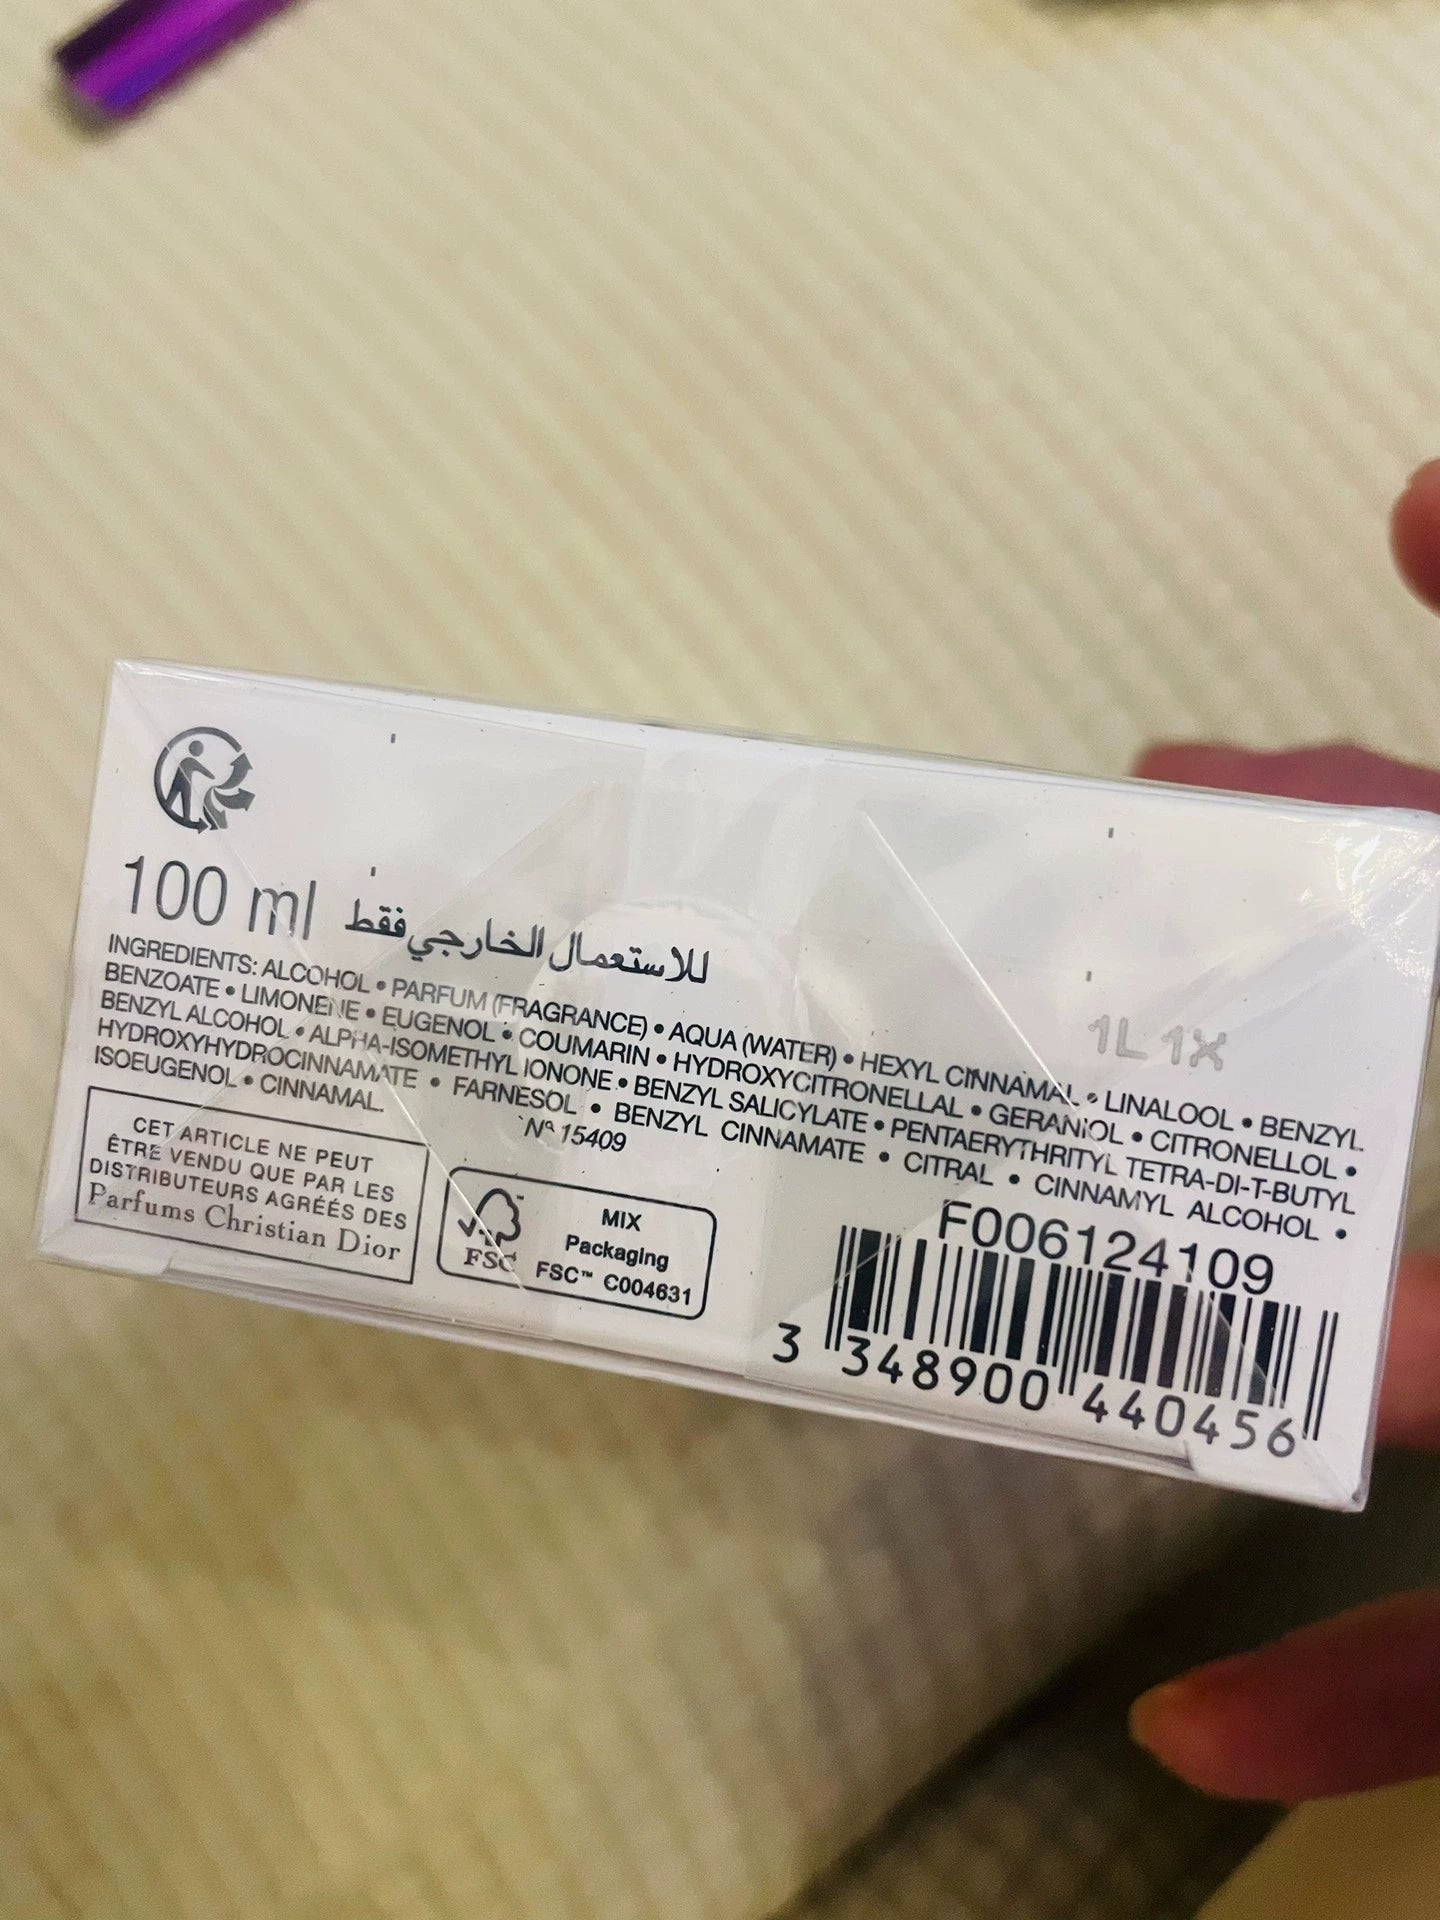 100 ml للاستعمال الخارجي فقط
INGREDIENTS: ALCOHOL • PARFUM (FRAGRANCE) • AQUA (WATER) • HEXYL CINNAMAL • LINALOOL • BENZYL
BENZOATE • LIMONENE • EUGENOL • COUMARIN • HYDROXYCITRONELLAL • GERANIOL • CITRONELLOL •
BENZYL ALCOHOL • ALPHA-ISOMETHYL IONONE • BENZYL SALICYLATE • PENTAERYTHRITYL TETRA-DI-T-BUTYL
HYDROXYHYDROCINNAMATE • FARNESOL • BENZYL CINNAMATE • CITRAL • CINNAMYL ALCOHOL •
ISOEUGENOL • CINNAMAL.
N° 15409
1L 1X
CET ARTICLE NE PEUT
ÊTRE VENDU QUE PAR LES
DISTRIBUTEURS AGRÉÉS DES
Parfums Christian Dior
FSC
MIX
Packaging
FSC™ C004631
F006124109
3 348900 440456